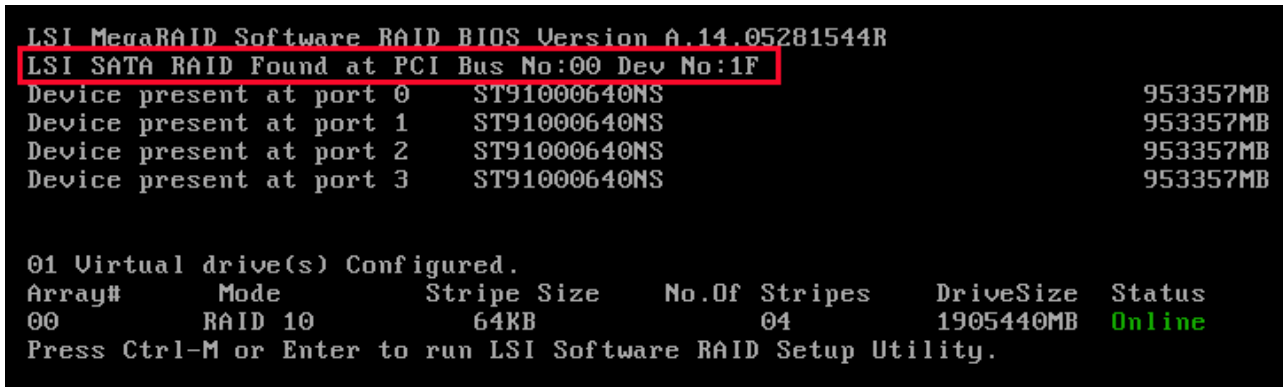 LSI MegaRAID Software RAID BIOS Version A.14.05281544R
LSI SATA RAID Found at PCI Bus No:00 Dev No:1F
Device present at port 0 ST91000640NS 953357MB
Device present at port 1 ST91000640NS 953357MB
Device present at port 2 ST91000640NS 953357MB
Device present at port 3 ST91000640NS 953357MB
01 Virtual drive(s) Configured.
Array# Mode Stripe Size No.Of Stripes DriveSize Status
00 RAID 10 64KB 04 1905440MB Online
Press Ctrl-M or Enter to run LSI Software RAID Setup Utility.